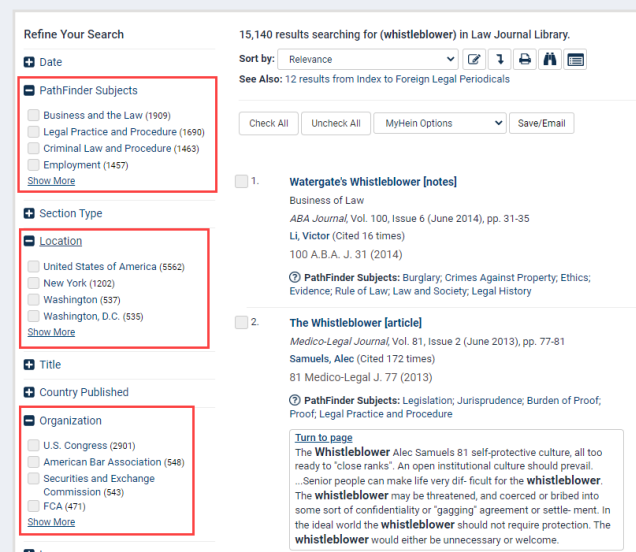 Refine Your Search
Date
PathFinder Subjects
Business and the Law (1909)
Legal Practice and Procedure (1690)
Criminal Law and Procedure (1463)
Employment (1457)
Show More
Section Type
Location
United States of America (5562)
New York (1202)
Washington (537)
Washington, D.C. (535)
Show More
Title
Country Published
Organization
U.S. Congress (2901)
American Bar Association (548)
Securities and Exchange
Commission (543)
FCA (471)
Show More
15,140 results searching for (whistleblower) in Law Journal Library.
Sort by: Relevance
See Also: 12 results from Index to Foreign Legal Periodicals
Check All Uncheck All MyHein Options Save/Email
1. Watergate's Whistleblower [notes]
Business of Law
ABA Journal, Vol. 100, Issue 6 (June 2014), pp. 31-35
Li, Victor (Cited 16 times)
100 A.B.A. J. 31 (2014)
PathFinder Subjects: Burglary; Crimes Against Property; Ethics;
Evidence; Rule of Law; Law and Society; Legal History
2. The Whistleblower [article]
Medico-Legal Journal, Vol. 81, Issue 2 (June 2013), pp. 77-81
Samuels, Alec (Cited 172 times)
81 Medico-Legal J. 77 (2013)
PathFinder Subjects: Legislation; Jurisprudence; Burden of Proof;
Proof; Legal Practice and Procedure
Turn to page
The Whistleblower Alec Samuels 81 self-protective culture, all too
ready to "close ranks". An open institutional culture should prevail.
...Senior people can make life very dif- ficult for the whistleblower.
The whistleblower may be threatened, and coerced or bribed into
some sort of confidentiality or "gagging" agreement or settle- ment. In
the ideal world the whistleblower should not require protection. The
whistleblower would either be unnecessary or welcome.